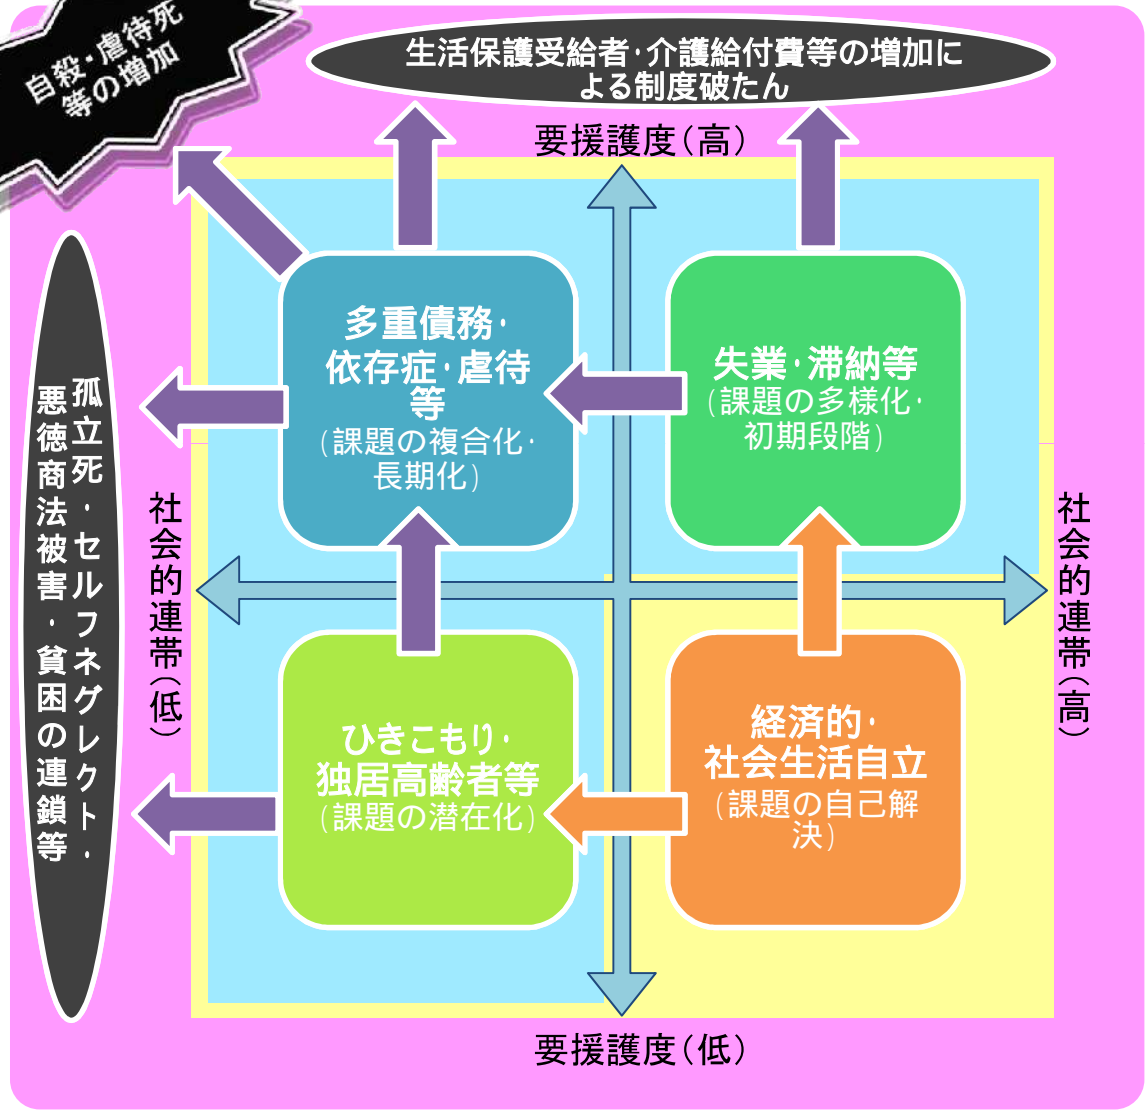 自殺・虐待死
等の増加
生活保護受給者・介護給付費等の増加に
よる制度破たん
要援護度（高）
多重債務・
依存症・虐待
等
（課題の複合化・
長期化）
失業・滞納等
（課題の多様化・
初期段階）
孤立死・セルフネグレクト・
悪徳商法被害・貧困の連鎖等
社会的連帯（低）
社会的連帯（高）
ひきこもり・
独居高齢者等
（課題の潜在化）
経済的・
社会生活自立
（課題の自己解
決）
要援護度（低）